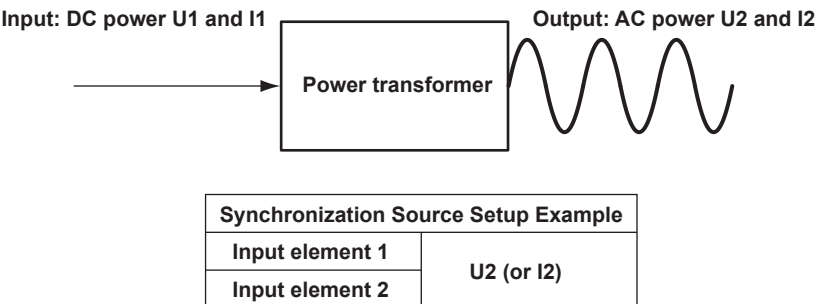 Input: DC power U1 and I1
Output: AC power U2 and I2
Power transformer
Synchronization Source Setup Example
Input element 1
U2 (or I2)
Input element 2